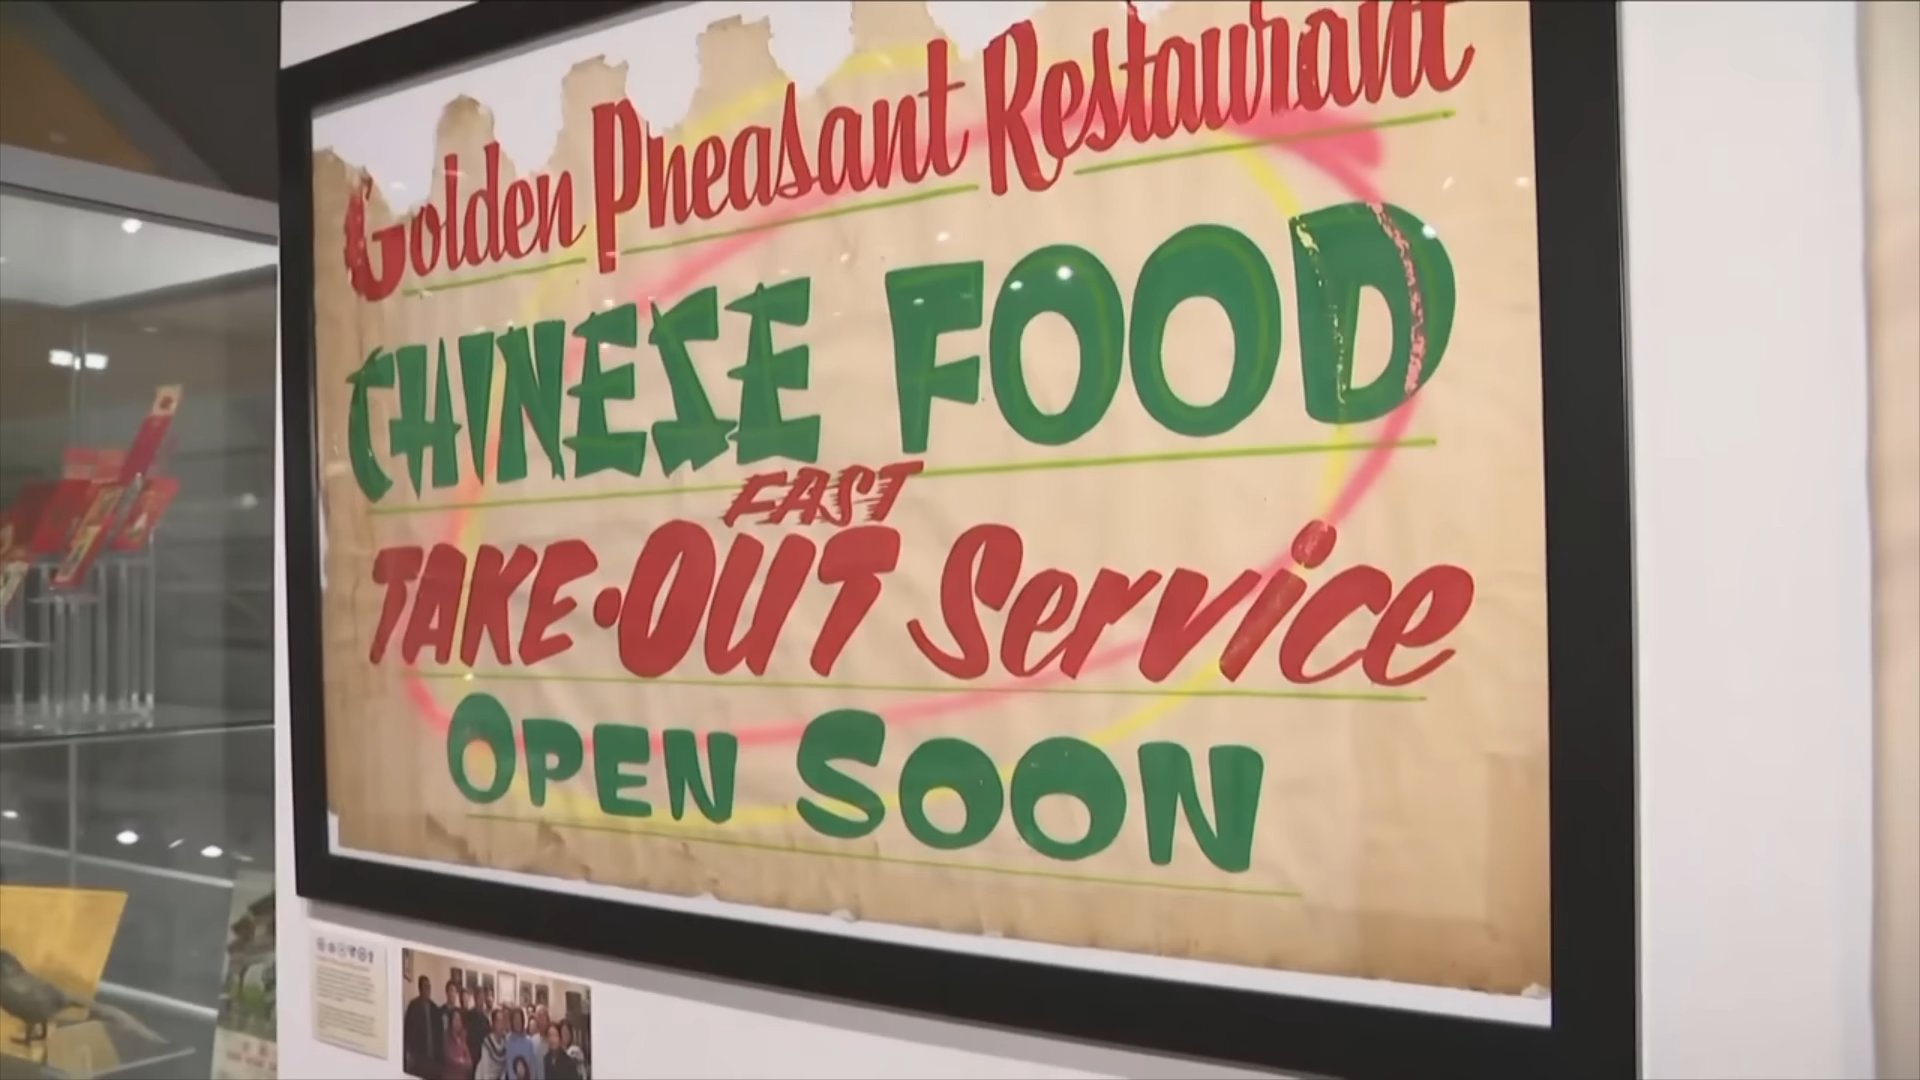 Golden Pheasant Restaurant
CHINESE FOOD
FAST
TAKE-OUT Service
OPEN SOON